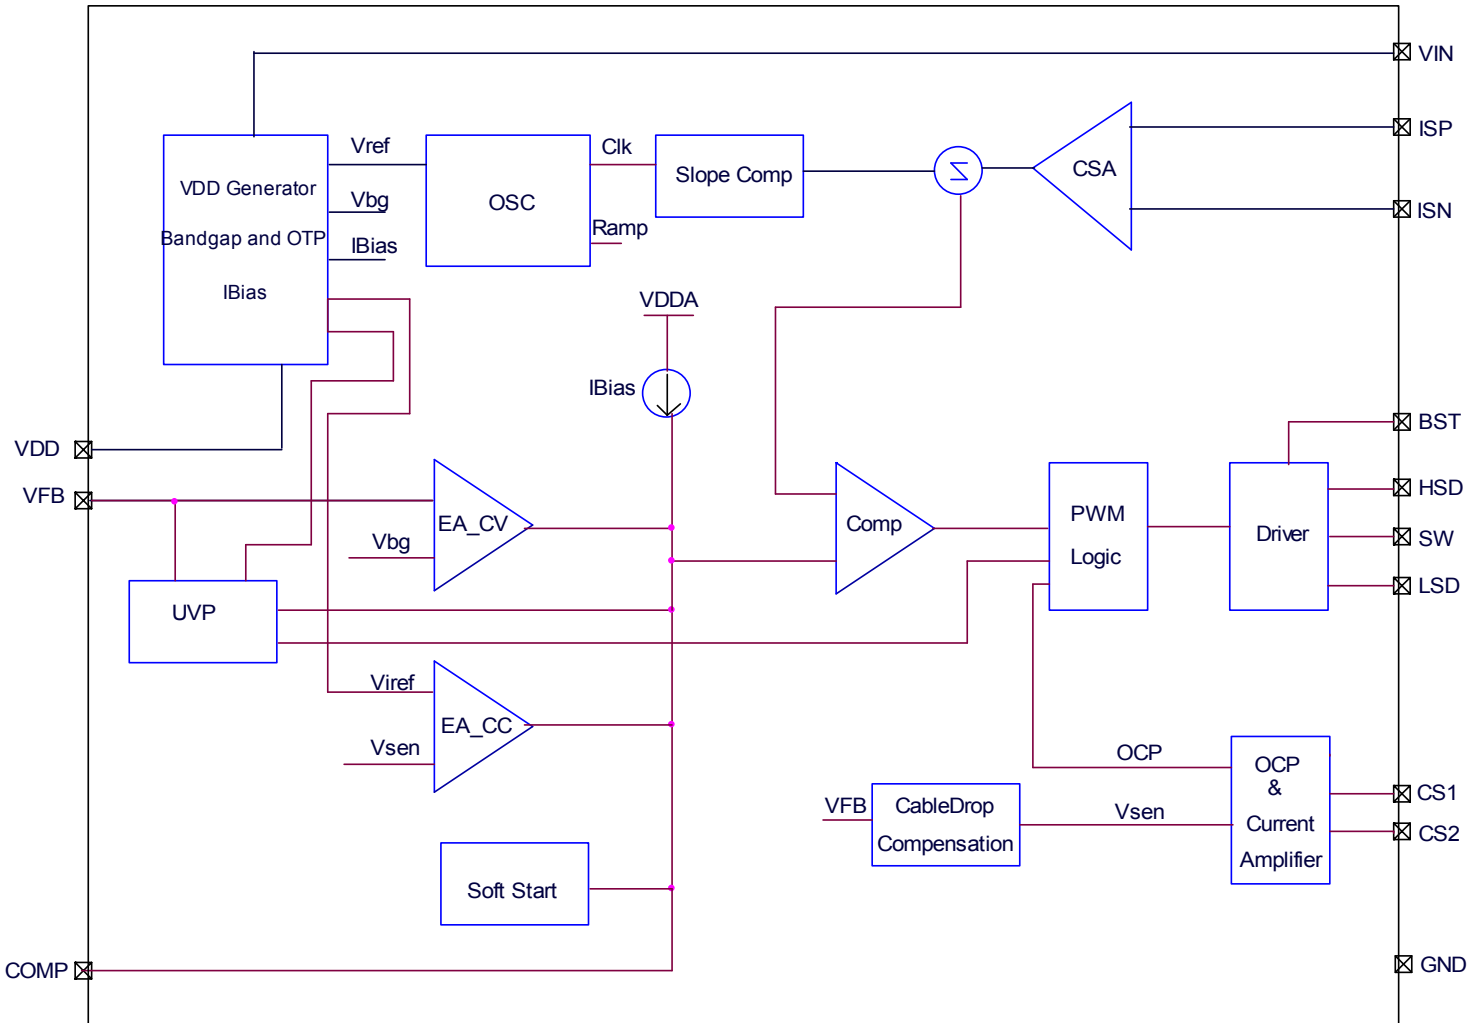 VIN
ISP
ISN
Vref
VDD Generator
Vbg
Bandgap and OTP
IBias
IBias
OSC
Clk
Ramp
Slope Comp
Σ
CSA
VDDA
IBias
VDD
VFB
EA_CV
Vbg
UVP
Viref
EA_CC
Vsen
Soft Start
COMP
Comp
PWM
Logic
Driver
BST
HSD
SW
LSD
OCP
VFB
CableDrop
Compensation
Vsen
OCP
&
Current
Amplifier
CS1
CS2
GND